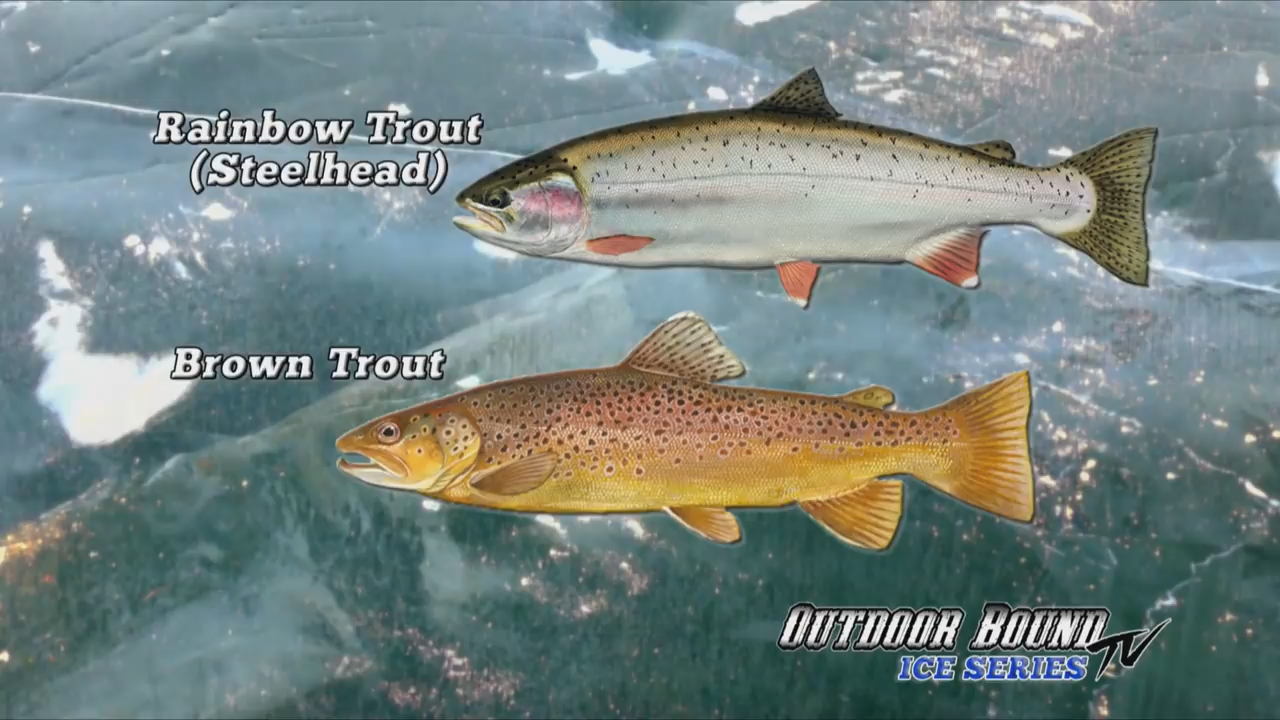 Rainbow Trout
(Steelhead)
Brown Trout
OUTDOOR BOUND TV
ICE SERIES